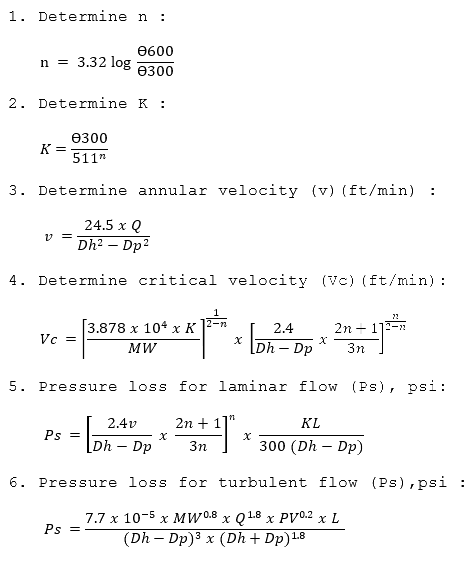 1. Determine n :
n = 3.32 log ϴ600/ϴ300
2. Determine K :
K = ϴ300/511ⁿ
3. Determine annular velocity (v)(ft/min) :
v = 24.5 x Q/Dh² − Dp²
4. Determine critical velocity (Vc)(ft/min):
Vc = [3.878 x 10⁴ x K/MW]^(1/2−n) x [2.4/Dh − Dp x 2n + 1/3n]^(n/2−n)
5. Pressure loss for laminar flow (Ps), psi:
Ps = [2.4v/Dh − Dp x 2n + 1/3n]ⁿ x KL/300 (Dh − Dp)
6. Pressure loss for turbulent flow (Ps),psi :
Ps = 7.7 x 10⁻⁵ x MW^0.8 x Q^1.8 x PV^0.2 x L/(Dh − Dp)³ x (Dh + Dp)^1.8